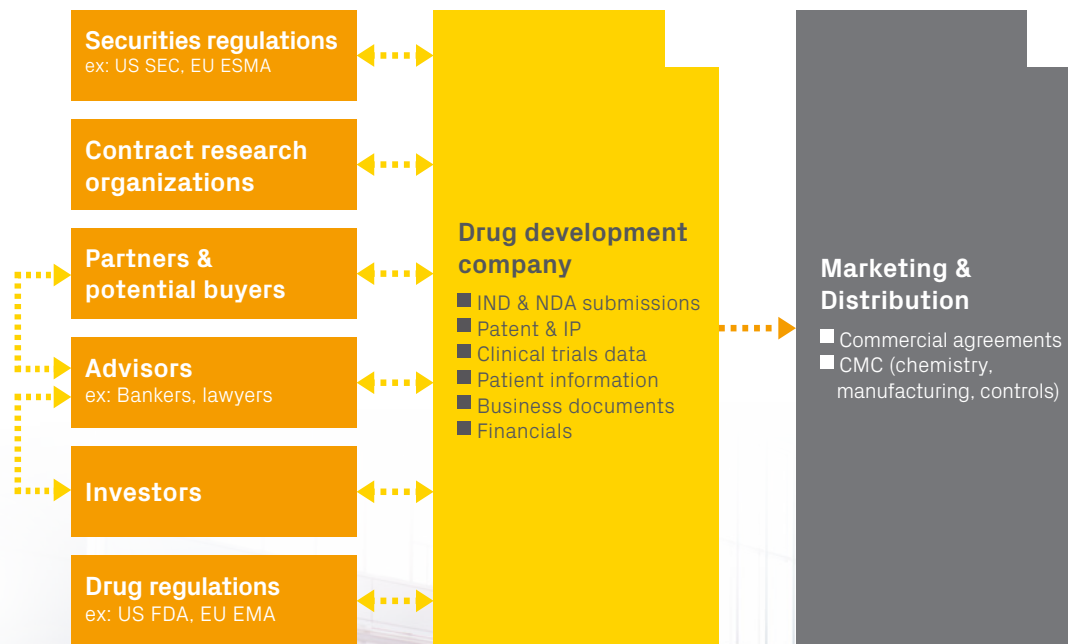 Securities regulations
ex: US SEC, EU ESMA
Contract research
organizations
Partners &
potential buyers
Advisors
ex: Bankers, lawyers
Investors
Drug regulations
ex: US FDA, EU EMA
Drug development
company
IND & NDA submissions
Patent & IP
Clinical trials data
Patient information
Business documents
Financials
Marketing &
Distribution
Commercial agreements
CMC (chemistry,
manufacturing, controls)